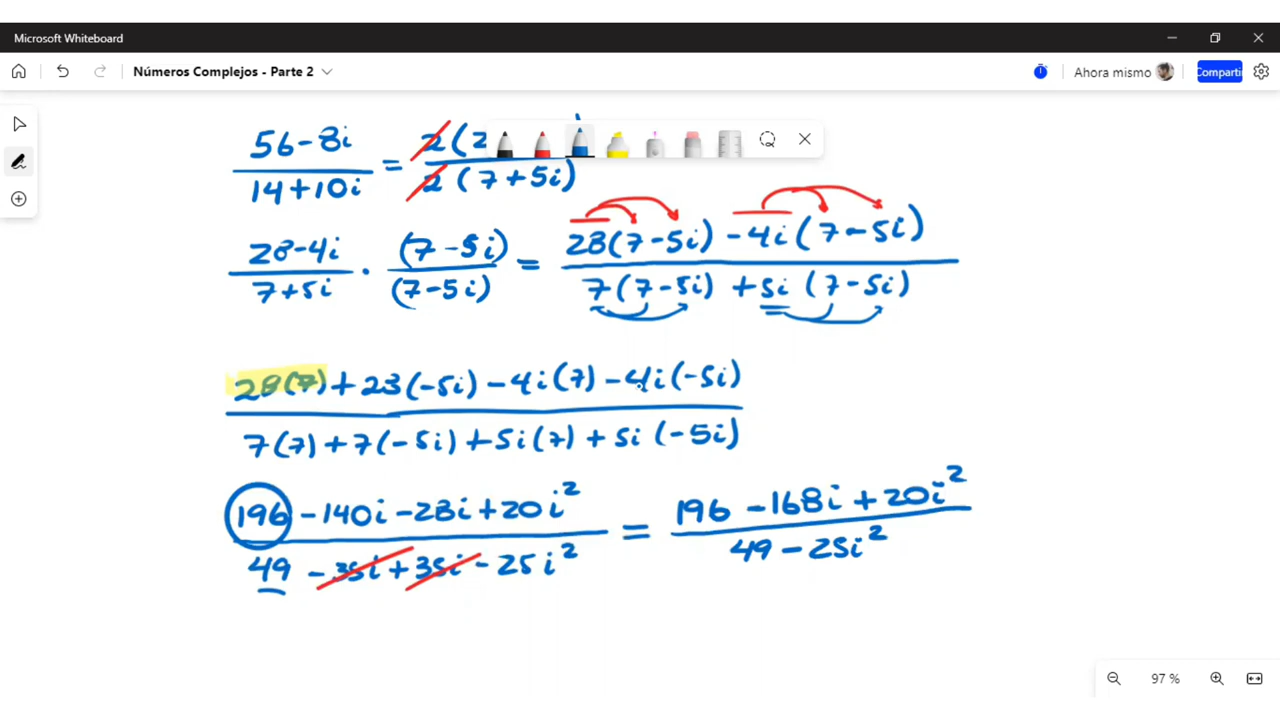 Microsoft Whiteboard
Números Complejos - Parte 2
Ahora mismo
Comparti
56-8i / 14+10i = 2(2 / 2(7+5i)
28-4i / 7+5i · (7-5i) / (7-5i) = 28(7-5i) -4i(7-5i) / 7(7-5i) +5i(7-5i)
28(7) + 28(-5i) - 4i(7) - 4i(-5i) / 7(7) + 7(-5i) + 5i(7) + 5i(-5i)
196 - 140i - 28i + 20i² / 49 - 35i + 35i - 25i² = 196 - 168i + 20i² / 49 - 25i²
97 %